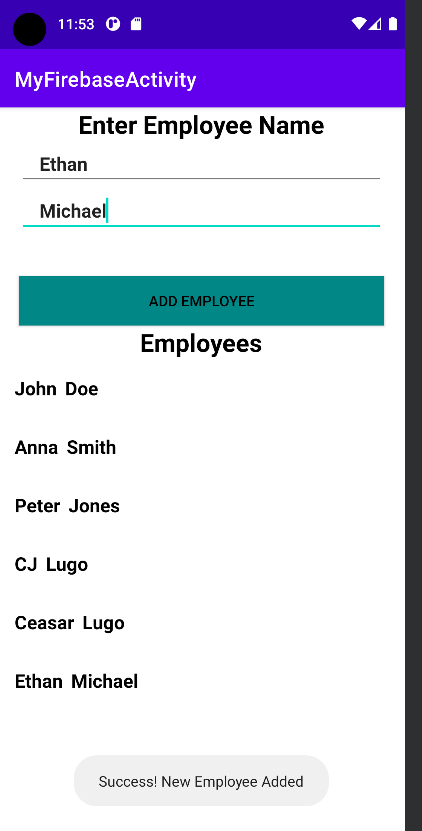 11:53
MyFirebaseActivity
Enter Employee Name
Ethan
Michael
ADD EMPLOYEE
Employees
John Doe
Anna Smith
Peter Jones
CJ Lugo
Ceasar Lugo
Ethan Michael
Success! New Employee Added